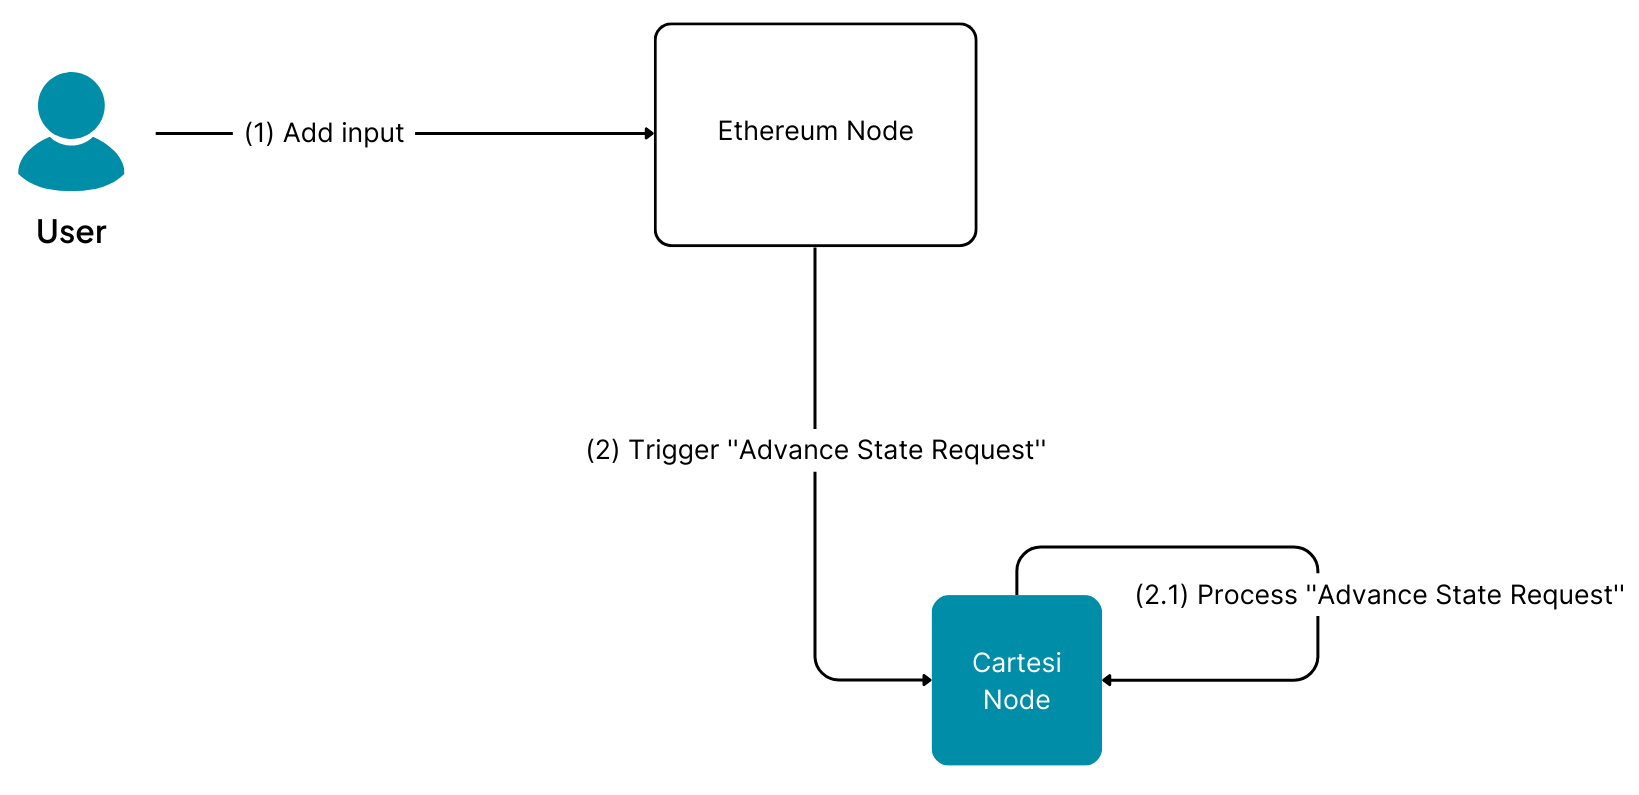 (1) Add input
Ethereum Node
User
(2) Trigger "Advance State Request"
(2.1) Process "Advance State Request"
Cartesi
Node